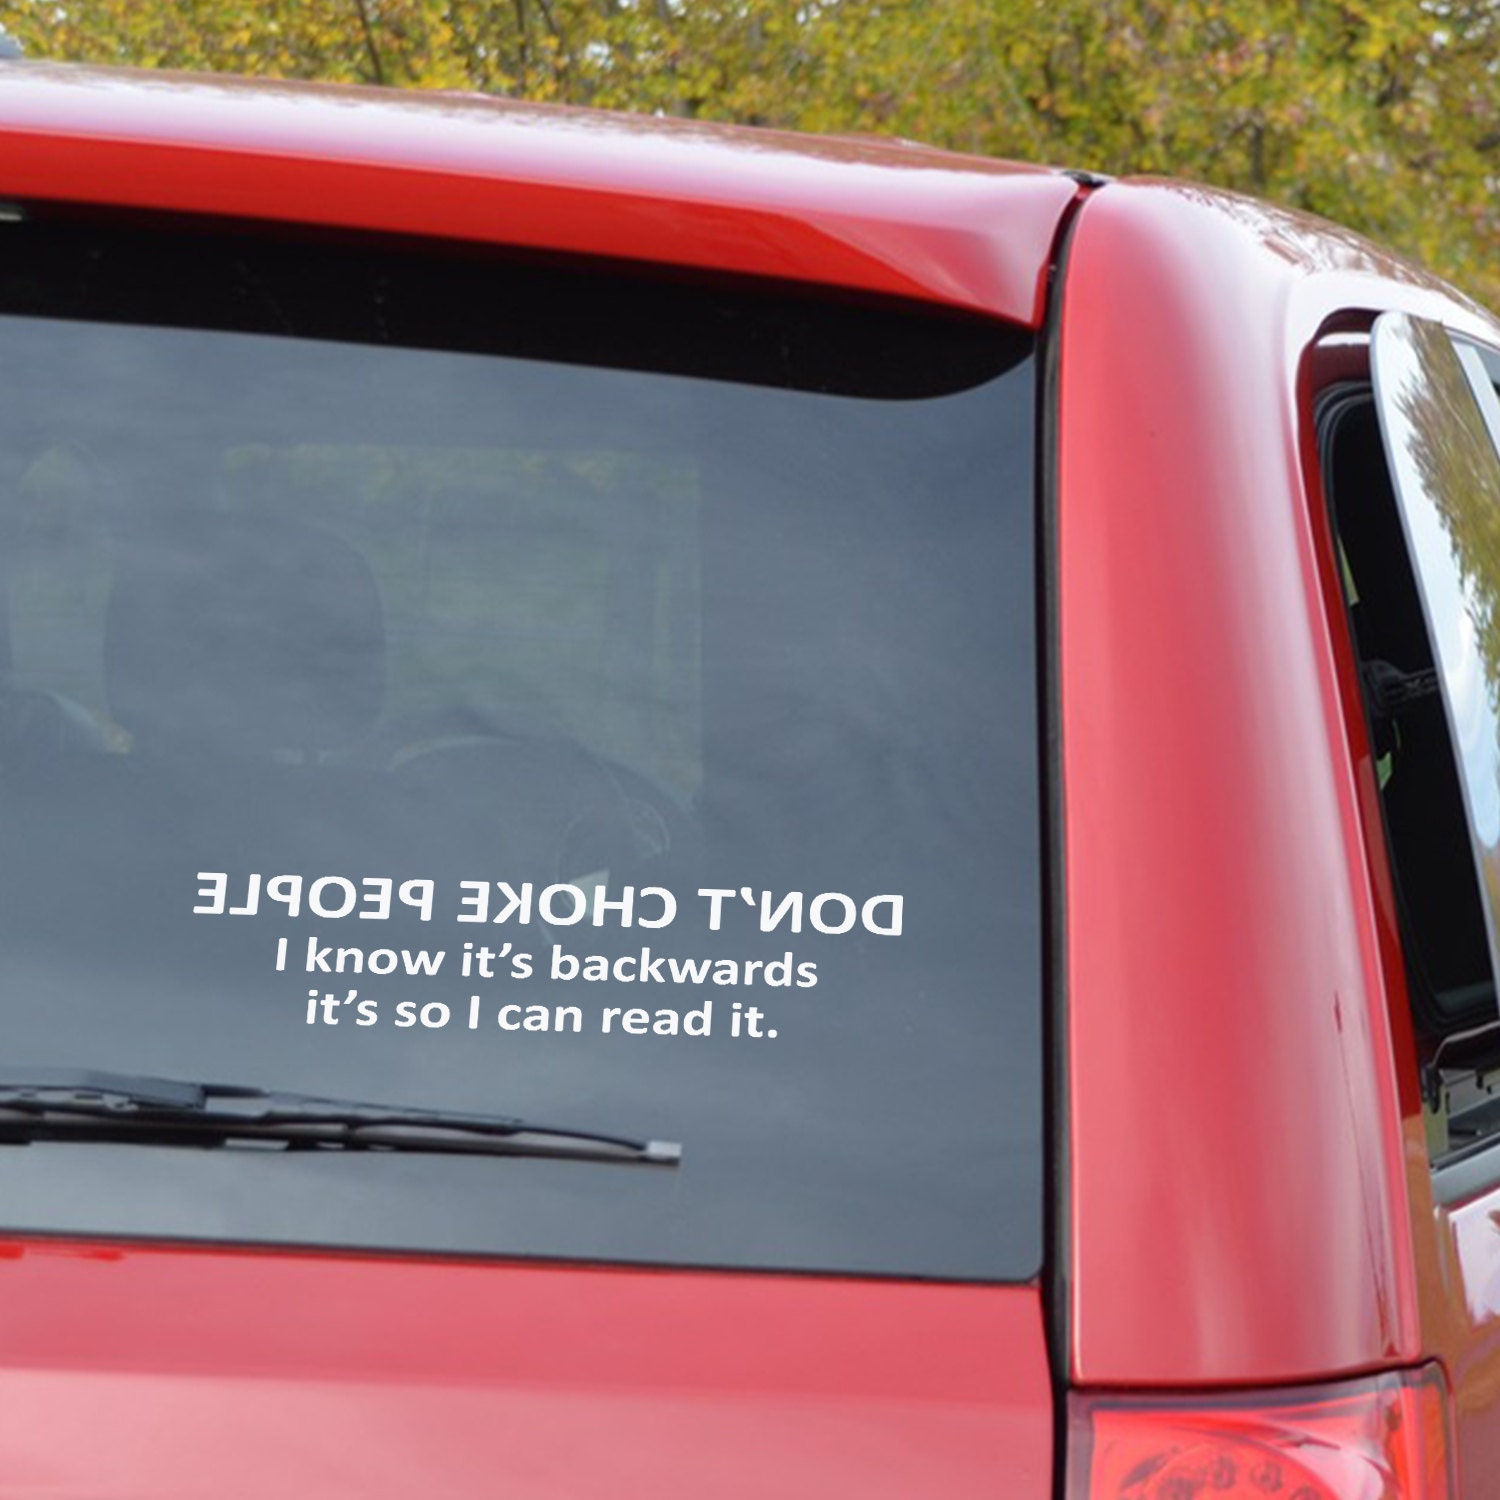 DON'T CHOKE PEOPLE
I know it's backwards
it's so I can read it.